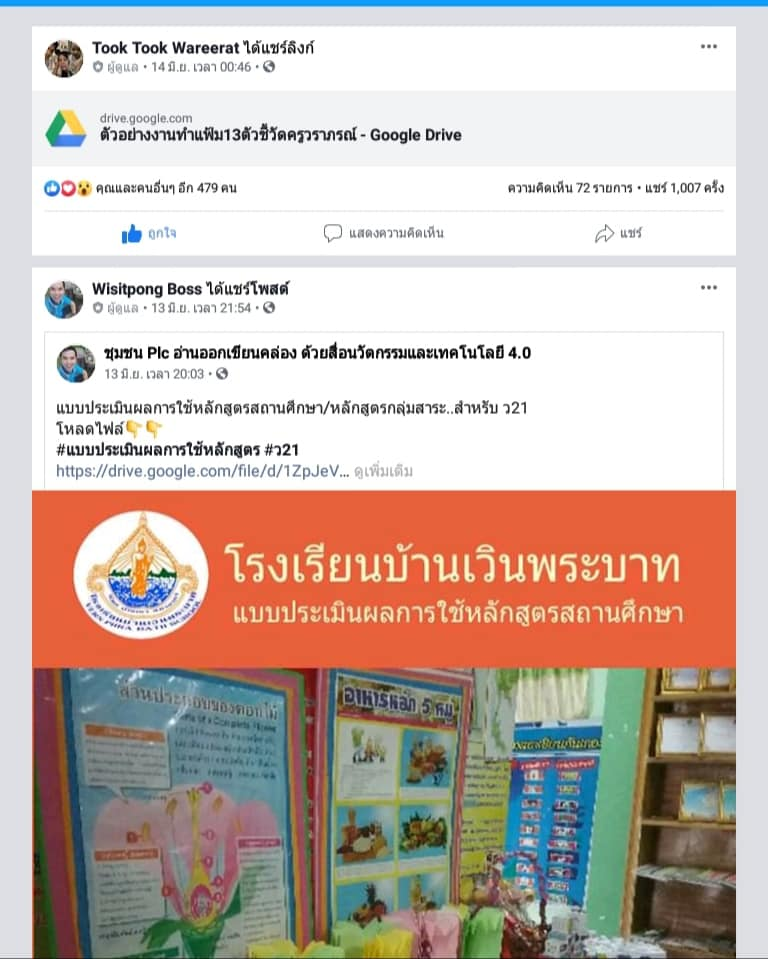 Took Took Wareerat ได้แชร์ลิงก์
ผู้ดูแล • 14 มิ.ย. เวลา 00:46 •
drive.google.com
ตัวอย่างงานทำแฟ้ม13ตัวชี้วัดครูวราภรณ์ - Google Drive
คุณและคนอื่นๆ อีก 479 คน
ความคิดเห็น 72 รายการ • แชร์ 1,007 ครั้ง
ถูกใจ
แสดงความคิดเห็น
แชร์
Wisitpong Boss ได้แชร์โพสต์
ผู้ดูแล • 13 มิ.ย. เวลา 21:54 •
ชุมชน Plc อ่านออกเขียนคล่อง ด้วยสื่อนวัตกรรมและเทคโนโลยี 4.0
13 มิ.ย. เวลา 20:03 •
แบบประเมินผลการใช้หลักสูตรสถานศึกษา/หลักสูตรกลุ่มสาระ..สำหรับ ว21
โหลดไฟล์👇👇
#แบบประเมินผลการใช้หลักสูตร #ว21
https://drive.google.com/file/d/1ZpJeV... ดูเพิ่มเติม
โรงเรียนบ้านเวินพระบาท
แบบประเมินผลการใช้หลักสูตรสถานศึกษา
ส่วนประกอบของดอกไม้
อาหารหลัก 5 หมู่